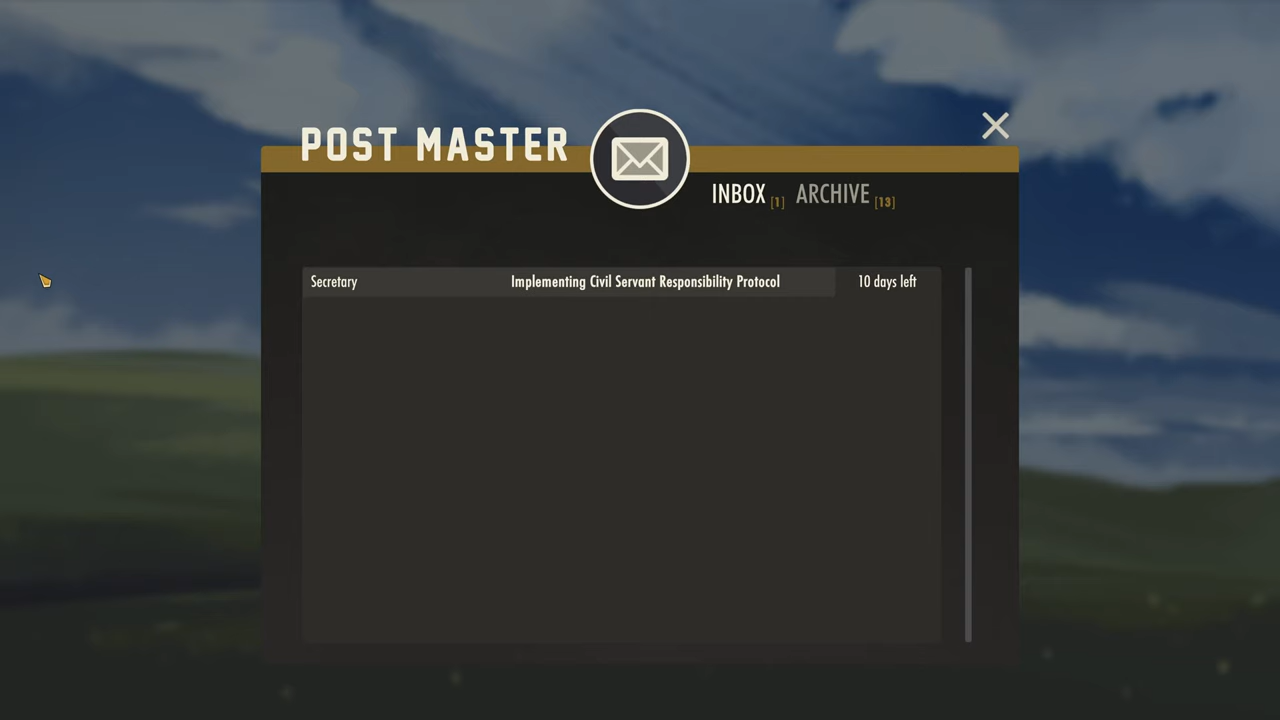 POST MASTER
INBOX [1] ARCHIVE [13]
Secretary Implementing Civil Servant Responsibility Protocol 10 days left